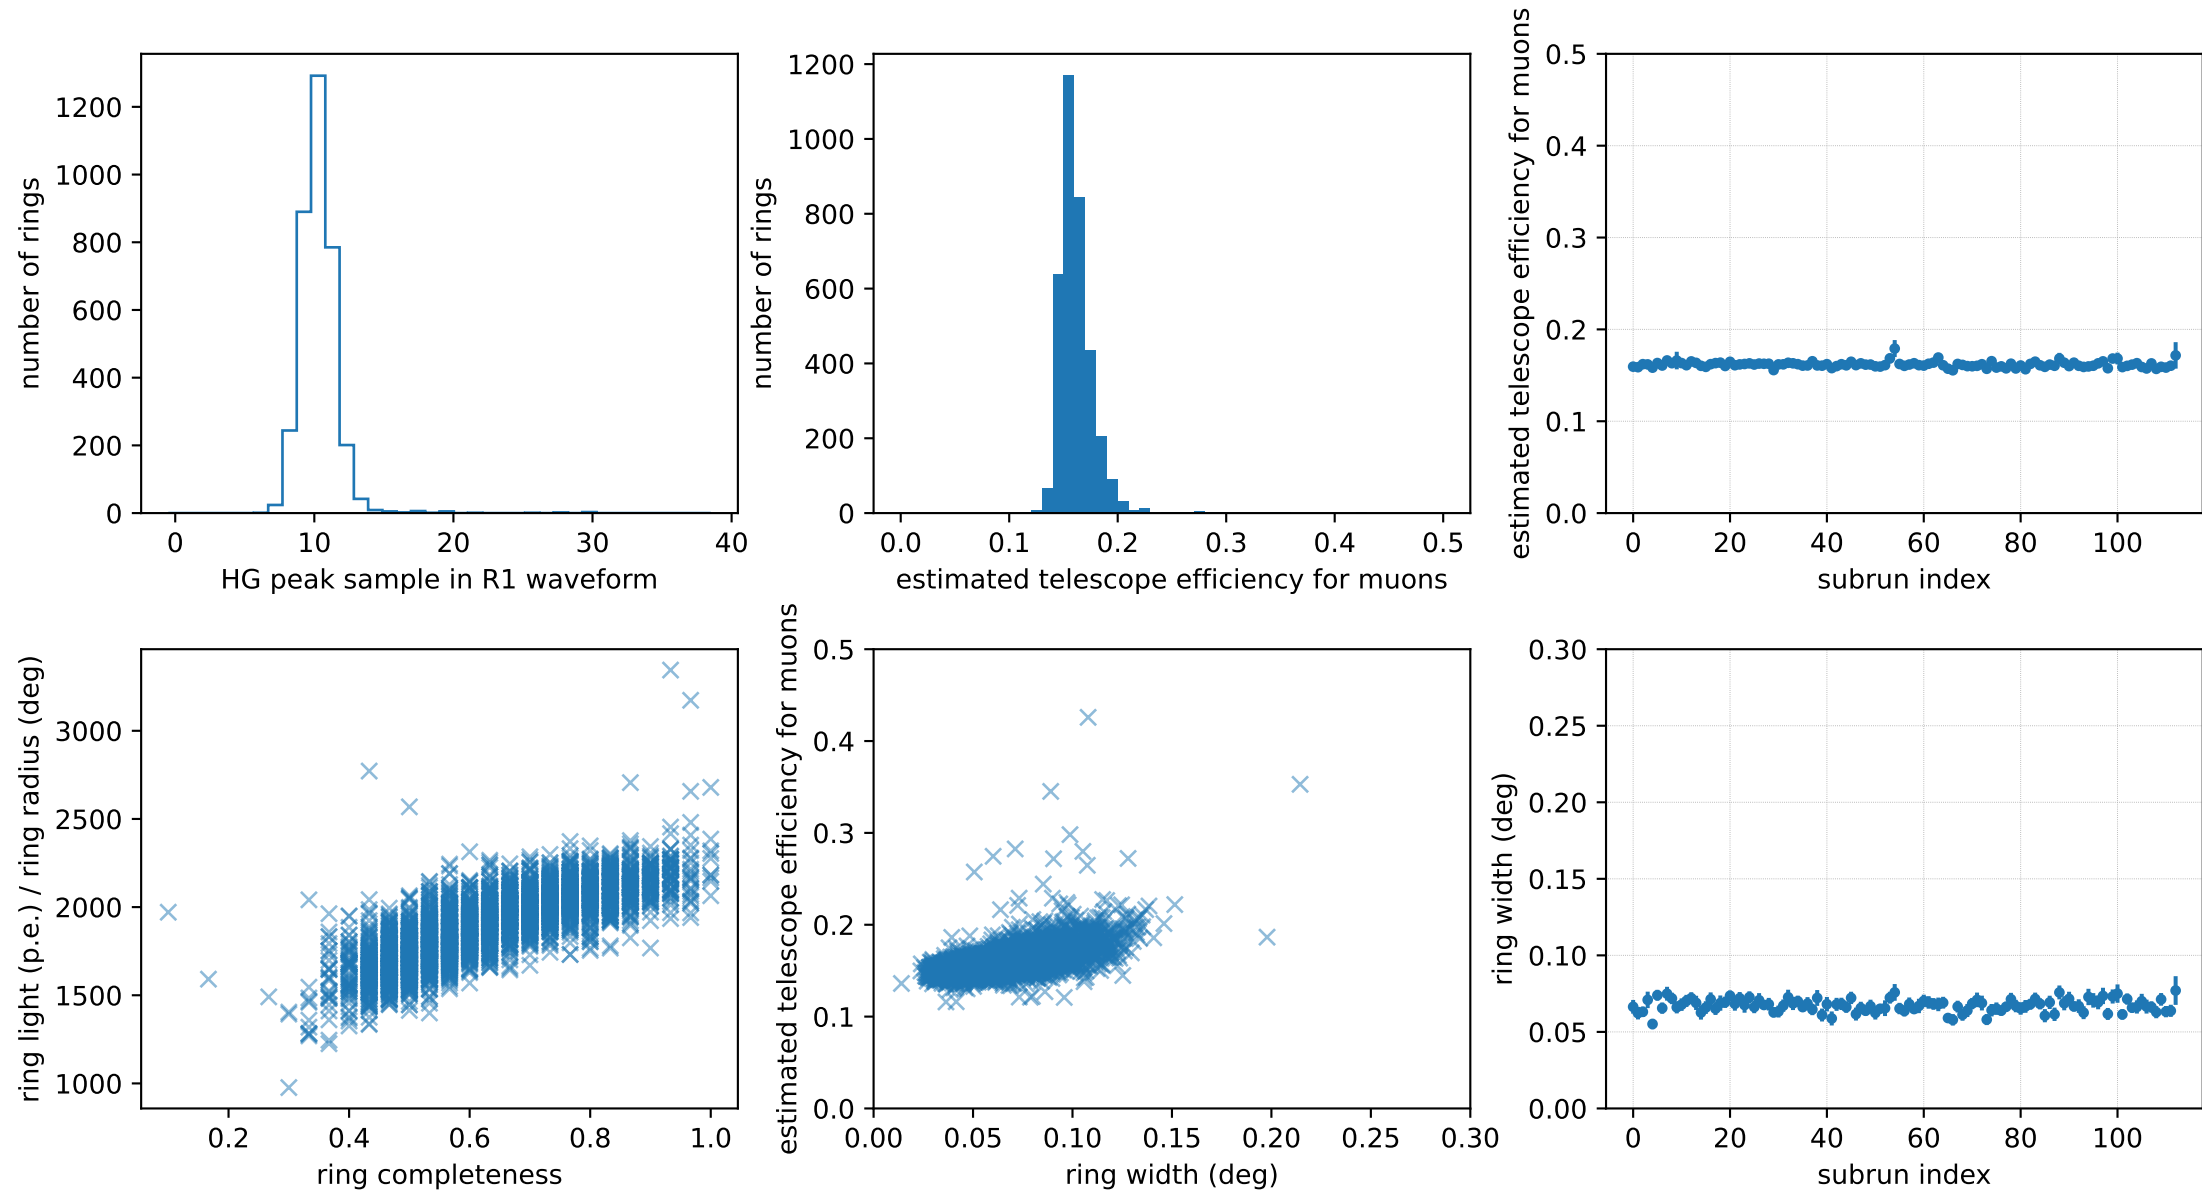 number of rings
1200
1000
800
600
400
200
0
0 10 20 30 40
HG peak sample in R1 waveform
number of rings
1200
1000
800
600
400
200
0
0.0 0.1 0.2 0.3 0.4 0.5
estimated telescope efficiency for muons
estimated telescope efficiency for muons
0.5
0.4
0.3
0.2
0.1
0.0
0 20 40 60 80 100
subrun index
ring light (p.e.) / ring radius (deg)
3000
2500
2000
1500
1000
0.2 0.4 0.6 0.8 1.0
ring completeness
estimated telescope efficiency for muons
0.5
0.4
0.3
0.2
0.1
0.0
0.00 0.05 0.10 0.15 0.20 0.25 0.30
ring width (deg)
ring width (deg)
0.30
0.25
0.20
0.15
0.10
0.05
0.00
0 20 40 60 80 100
subrun index